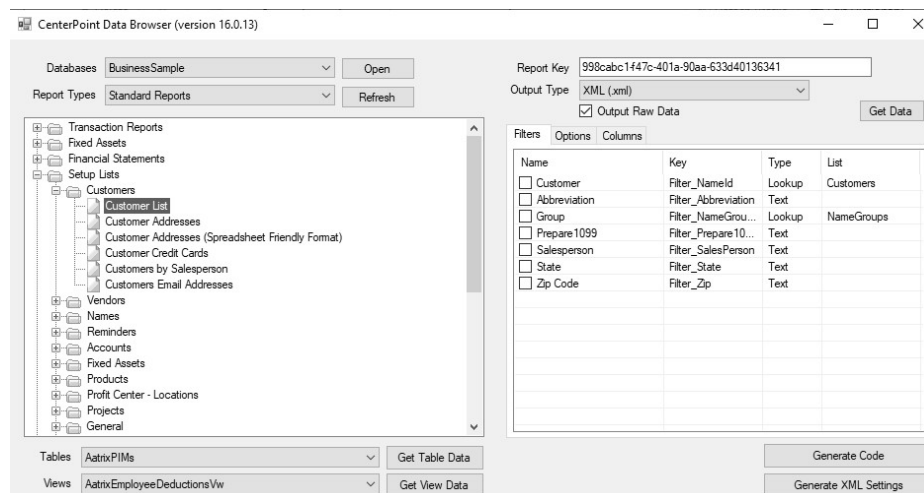 CenterPoint Data Browser (version 16.0.13)
Databases BusinessSample Open
Report Types Standard Reports Refresh
Transaction Reports
Fixed Assets
Financial Statements
Setup Lists
Customers
Customer List
Customer Addresses
Customer Addresses (Spreadsheet Friendly Format)
Customer Credit Cards
Customers by Salesperson
Customers Email Addresses
Vendors
Names
Reminders
Accounts
Fixed Assets
Products
Profit Center - Locations
Projects
General
Tables AatrixPIMs Get Table Data
Views AatrixEmployeeDeductionsVw Get View Data
Report Key 998cabc1-f47c-401a-90aa-633d40136341
Output Type XML (.xml)
Output Raw Data Get Data
Filters Options Columns
Name Key Type List
Customer Filter_NameId Lookup Customers
Abbreviation Filter_Abbreviation Text
Group Filter_NameGrou... Lookup NameGroups
Prepare1099 Filter_Prepare10... Text
Salesperson Filter_SalesPerson Text
State Filter_State Text
Zip Code Filter_Zip Text
Generate Code
Generate XML Settings